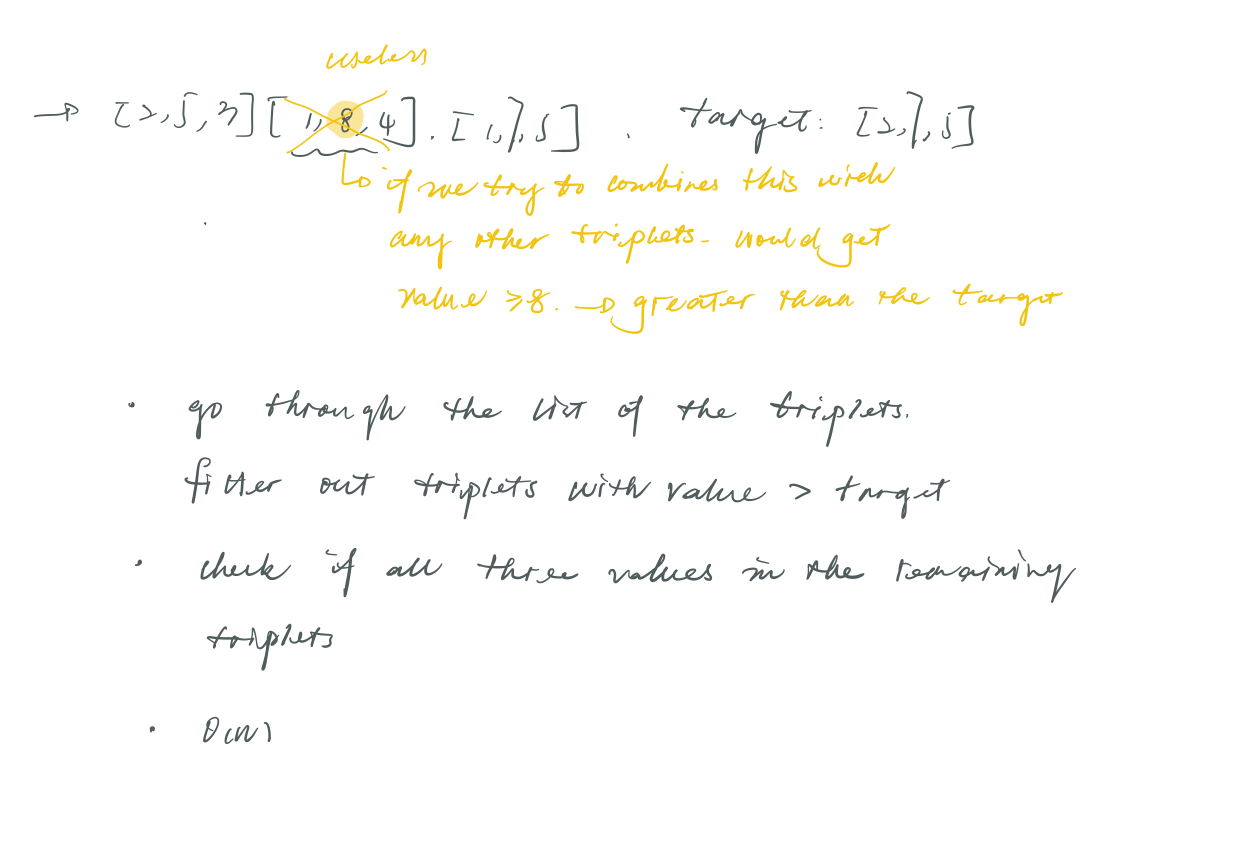 useless
→ [2,5,3][1,8,4]. [1,7,5]. target: [2,7,5]
↳ if we try to combines this with
any other triplets. would get
value ≥8. → greater than the target
• go through the list of the triplets.
filter out triplets with value > target
• check if all three values in the remaining
triplets
• O(n)